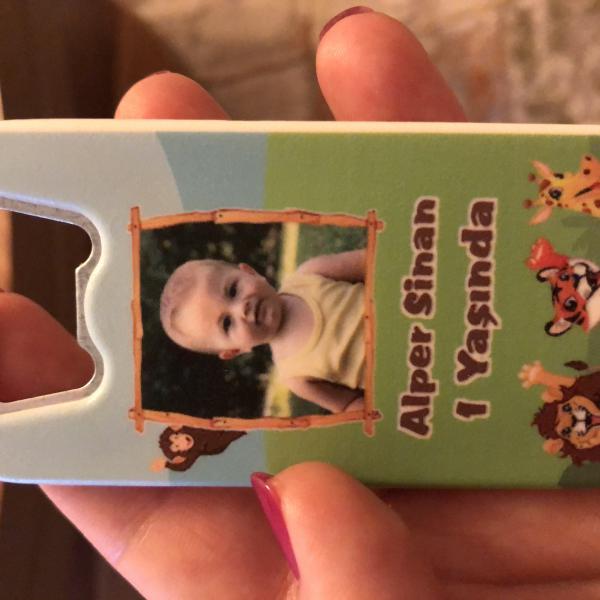 Alper Sinan
1 Yaşında